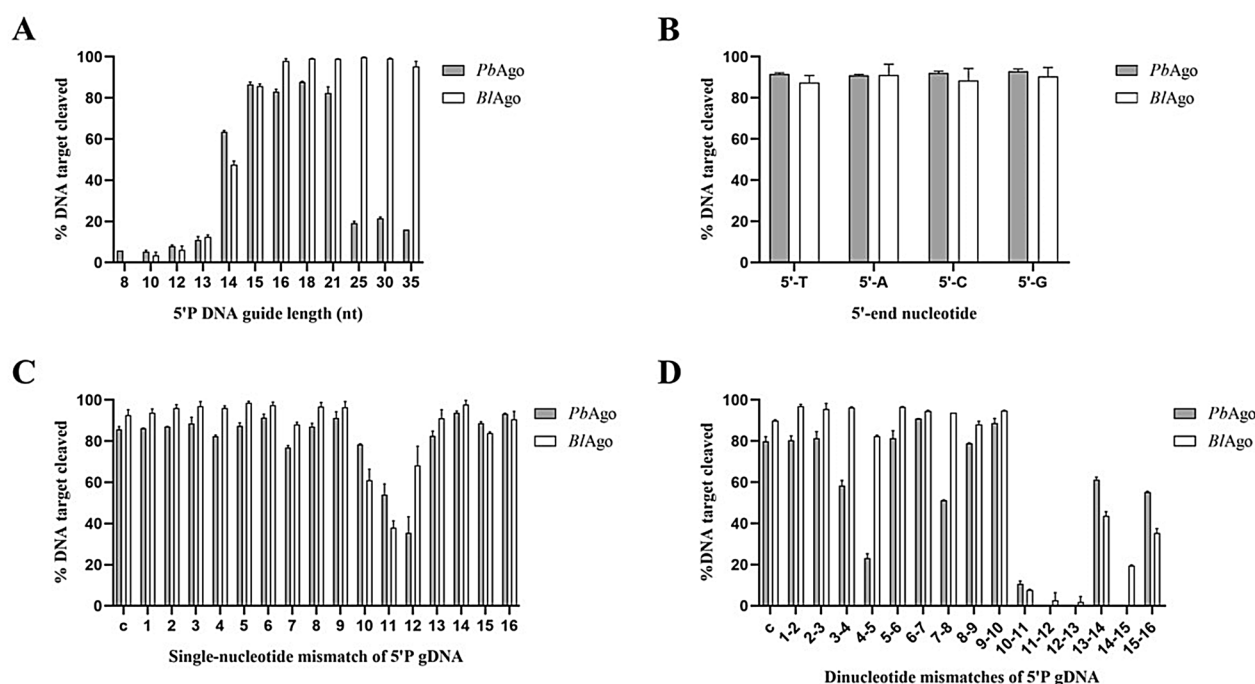 A
% DNA target cleaved
100
80
60
40
20
0
8 10 12 13 14 15 16 18 21 25 30 35
5'P DNA guide length (nt)
PbAgo
BlAgo
B
% DNA target cleaved
100
80
60
40
20
0
5'-T 5'-A 5'-C 5'-G
5'-end nucleotide
PbAgo
BlAgo
C
% DNA target cleaved
100
80
60
40
20
0
c 1 2 3 4 5 6 7 8 9 10 11 12 13 14 15 16
Single-nucleotide mismatch of 5'P gDNA
PbAgo
BlAgo
D
%DNA target cleaved
100
80
60
40
20
0
c 1-2 2-3 3-4 4-5 5-6 6-7 7-8 8-9 9-10 10-11 11-12 12-13 13-14 14-15 15-16
Dinucleotide mismatches of 5'P gDNA
PbAgo
BlAgo